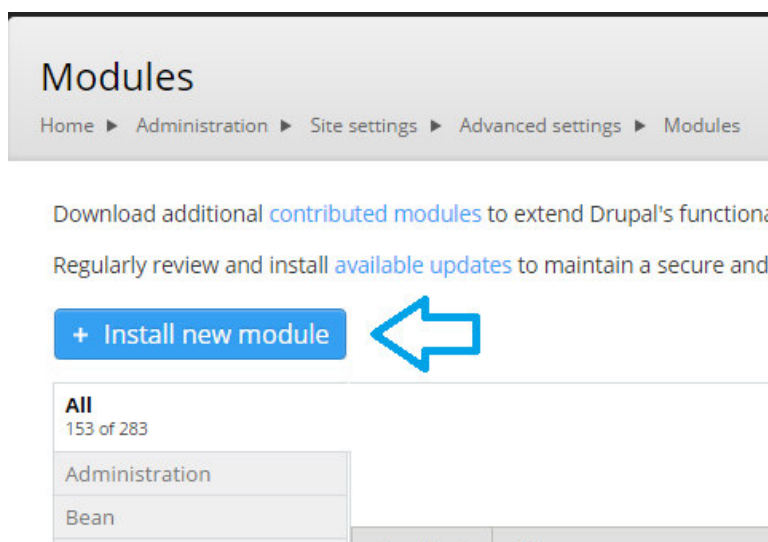 Modules
Home ▶ Administration ▶ Site settings ▶ Advanced settings ▶ Modules
Download additional contributed modules to extend Drupal's
Regularly review and install available updates to maintain a secure and
+ Install new module
All
153 of 283
Administration
Bean